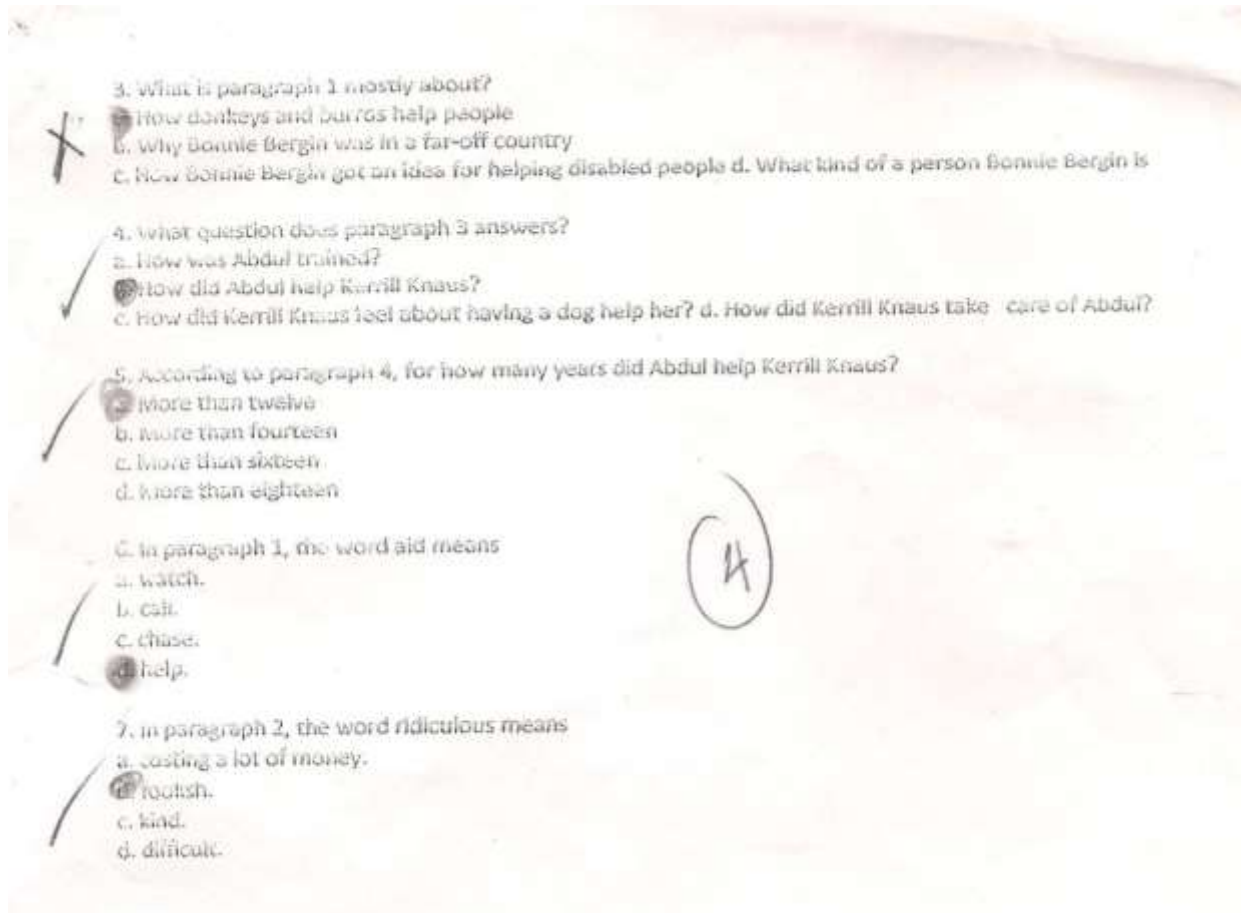 3. What is paragraph 1 mostly about?
How donkeys and burros help people
b. Why Bonnie Bergin was in a far-off country
c. How Bonnie Bergin got an idea for helping disabled people d. What kind of a person Bonnie Bergin is
4. What question does paragraph 3 answers?
a. How was Abdul trained?
How did Abdul help Kerrill Knaus?
c. How did Kerrill Knaus feel about having a dog help her? d. How did Kerrill Knaus take care of Abdul?
5. According to paragraph 4, for how many years did Abdul help Kerrill Knaus?
a. More than twelve
b. More than fourteen
c. More than sixteen
d. More than eighteen
6. In paragraph 1, the word aid means
a. watch.
b. call.
c. chase.
d. help.
4
7. In paragraph 2, the word ridiculous means
a. costing a lot of money.
b. foolish.
c. kind.
d. difficult.